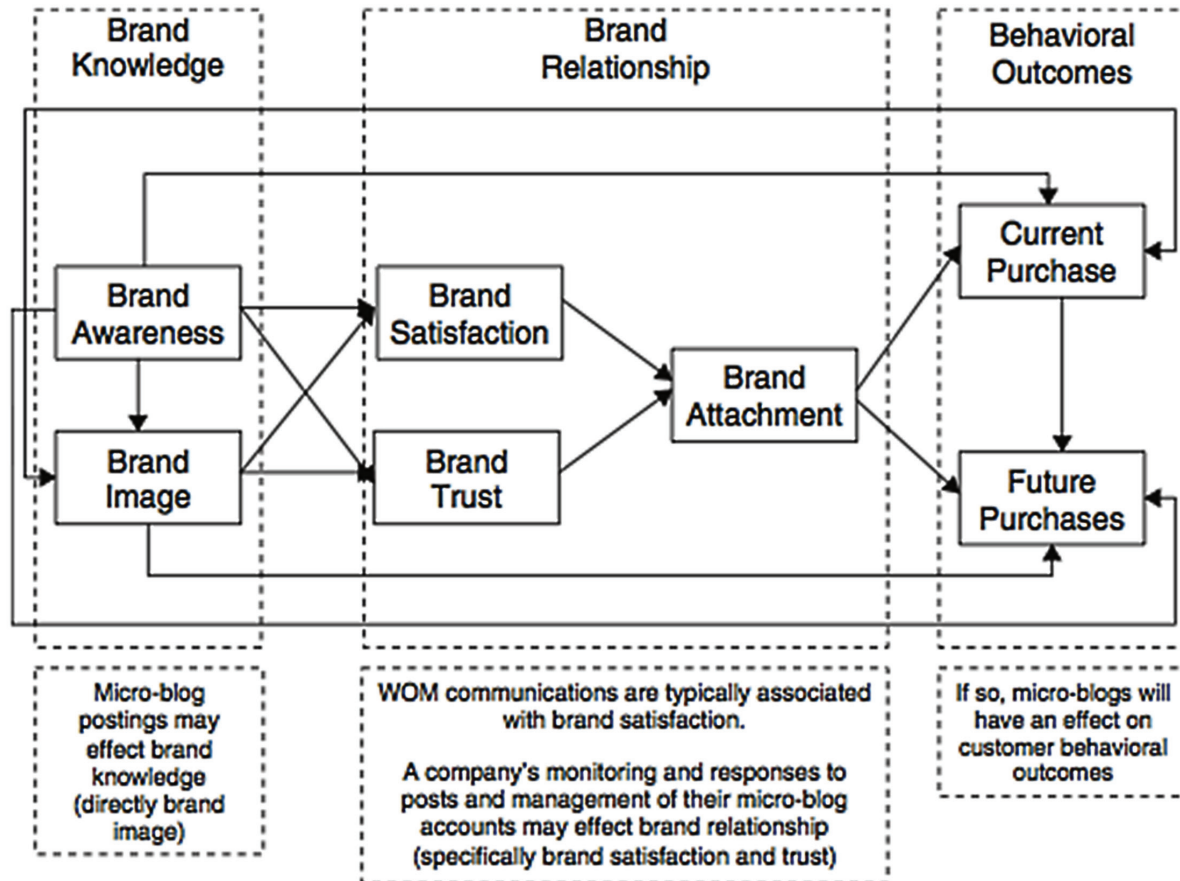 Brand
Knowledge
Brand
Relationship
Behavioral
Outcomes
Brand
Awareness
Brand
Satisfaction
Current
Purchase
Brand
Attachment
Brand
Image
Brand
Trust
Future
Purchases
Micro-blog
postings may
effect brand
knowledge
(directly brand
image)
WOM communications are typically associated
with brand satisfaction.
A company's monitoring and responses to
posts and management of their micro-blog
accounts may effect brand relationship
(specifically brand satisfaction and trust)
If so, micro-blogs will
have an effect on
customer behavioral
outcomes